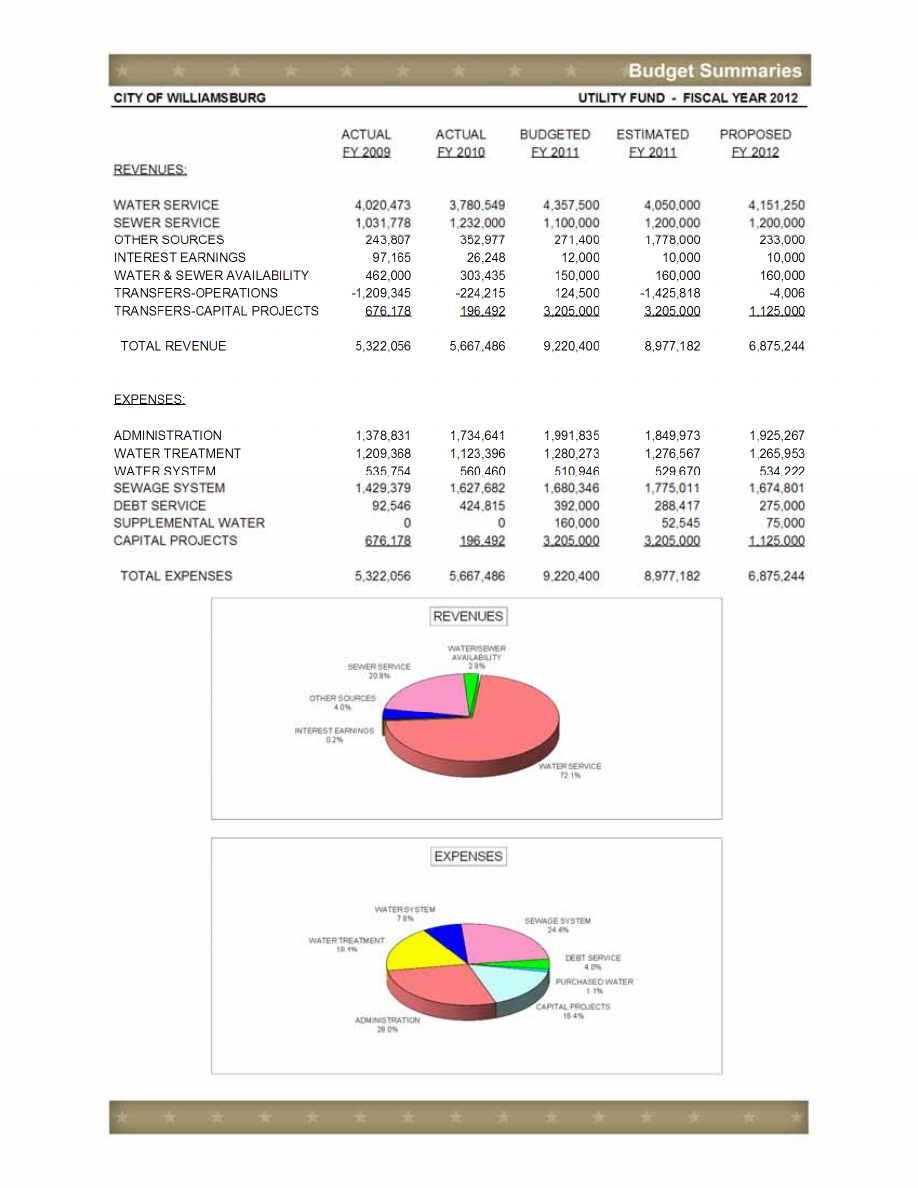 Budget Summaries
CITY OF WILLIAMSBURG UTILITY FUND - FISCAL YEAR 2012
ACTUAL ACTUAL BUDGETED ESTIMATED PROPOSED
FY 2009 FY 2010 FY 2011 FY 2011 FY 2012
REVENUES:
WATER SERVICE 4,020,473 3,780,549 4,357,500 4,050,000 4,151,250
SEWER SERVICE 1,031,778 1,232,000 1,100,000 1,200,000 1,200,000
OTHER SOURCES 243,807 352,977 271,400 1,778,000 233,000
INTEREST EARNINGS 97,165 26,248 12,000 10,000 10,000
WATER & SEWER AVAILABILITY 462,000 303,435 150,000 160,000 160,000
TRANSFERS-OPERATIONS -1,209,345 -224,215 124,500 -1,425,818 -4,006
TRANSFERS-CAPITAL PROJECTS 676,178 196,492 3,205,000 3,205,000 1,125,000
TOTAL REVENUE 5,322,056 5,667,486 9,220,400 8,977,182 6,875,244
EXPENSES:
ADMINISTRATION 1,378,831 1,734,641 1,991,835 1,849,973 1,925,267
WATER TREATMENT 1,209,368 1,123,396 1,280,273 1,276,567 1,265,953
WATER SYSTEM 535,754 560,460 510,946 529,670 534,222
SEWAGE SYSTEM 1,429,379 1,627,682 1,680,346 1,775,011 1,674,801
DEBT SERVICE 92,546 424,815 392,000 288,417 275,000
SUPPLEMENTAL WATER 0 0 160,000 52,545 75,000
CAPITAL PROJECTS 676,178 196,492 3,205,000 3,205,000 1,125,000
TOTAL EXPENSES 5,322,056 5,667,486 9,220,400 8,977,182 6,875,244
REVENUES
WATER/SEWER
AVAILABILITY
2.8%
SEWER SERVICE
20.9%
OTHER SOURCES
4.0%
INTEREST EARNINGS
0.2%
WATER SERVICE
72.1%
EXPENSES
WATER SYSTEM
7.8%
SEWAGE SYSTEM
24.4%
WATER TREATMENT
18.4%
DEBT SERVICE
4.0%
PURCHASED WATER
1.1%
CAPITAL PROJECTS
16.4%
ADMINISTRATION
28.0%